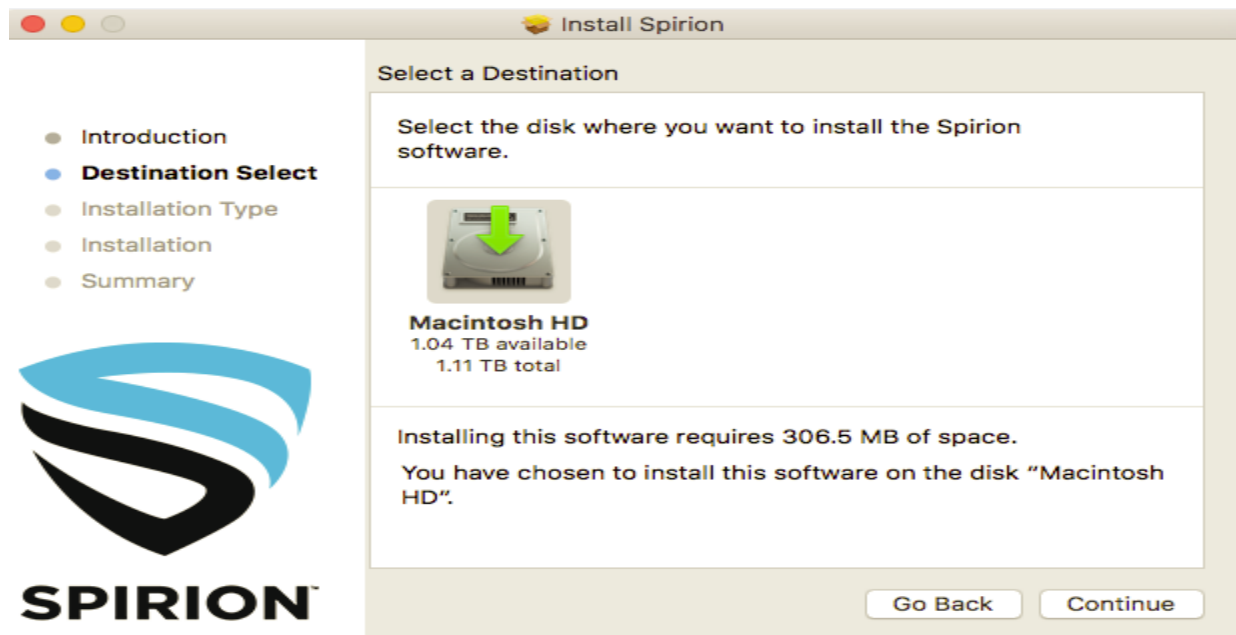 Install Spirion
Select a Destination
Introduction
Destination Select
Installation Type
Installation
Summary
SPIRION™
Select the disk where you want to install the Spirion
software.
Macintosh HD
1.04 TB available
1.11 TB total
Installing this software requires 306.5 MB of space.
You have chosen to install this software on the disk “Macintosh
HD”.
Go Back
Continue